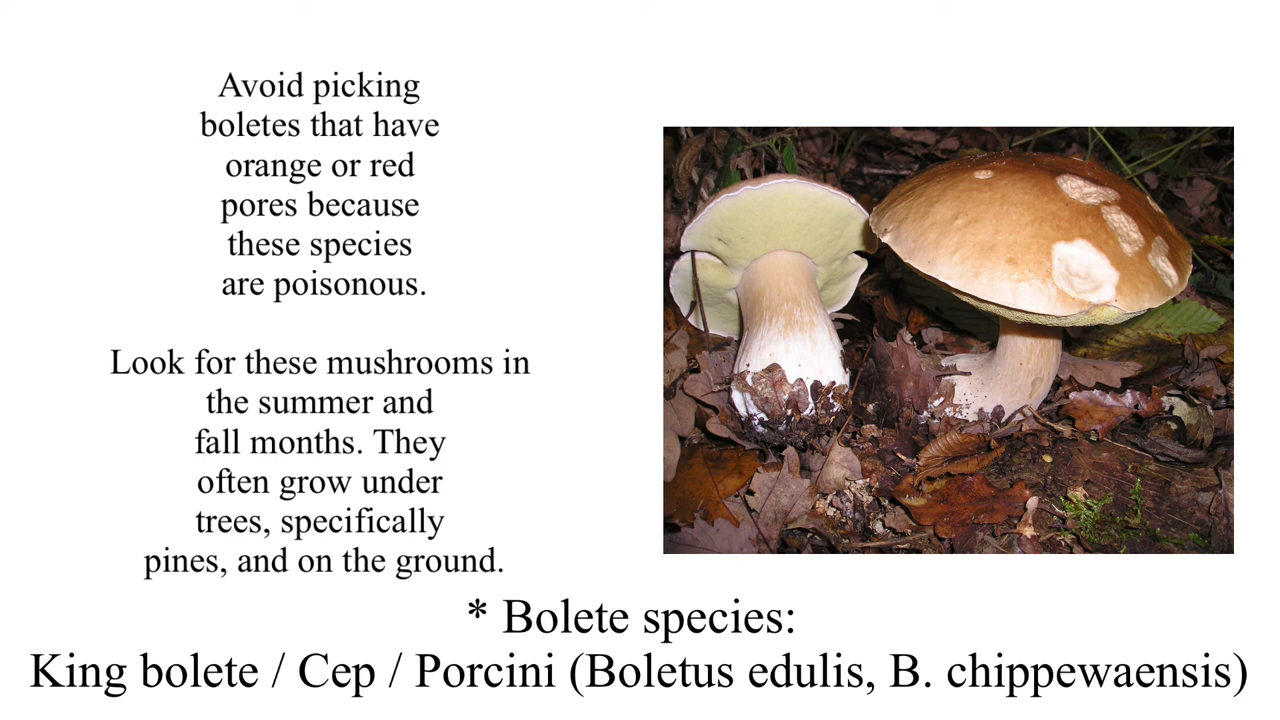 Avoid picking
boletes that have
orange or red
pores because
these species
are poisonous.
Look for these mushrooms in
the summer and
fall months. They
often grow under
trees, specifically
pines, and on the ground.
* Bolete species:
King bolete / Cep / Porcini (Boletus edulis, B. chippewaensis)